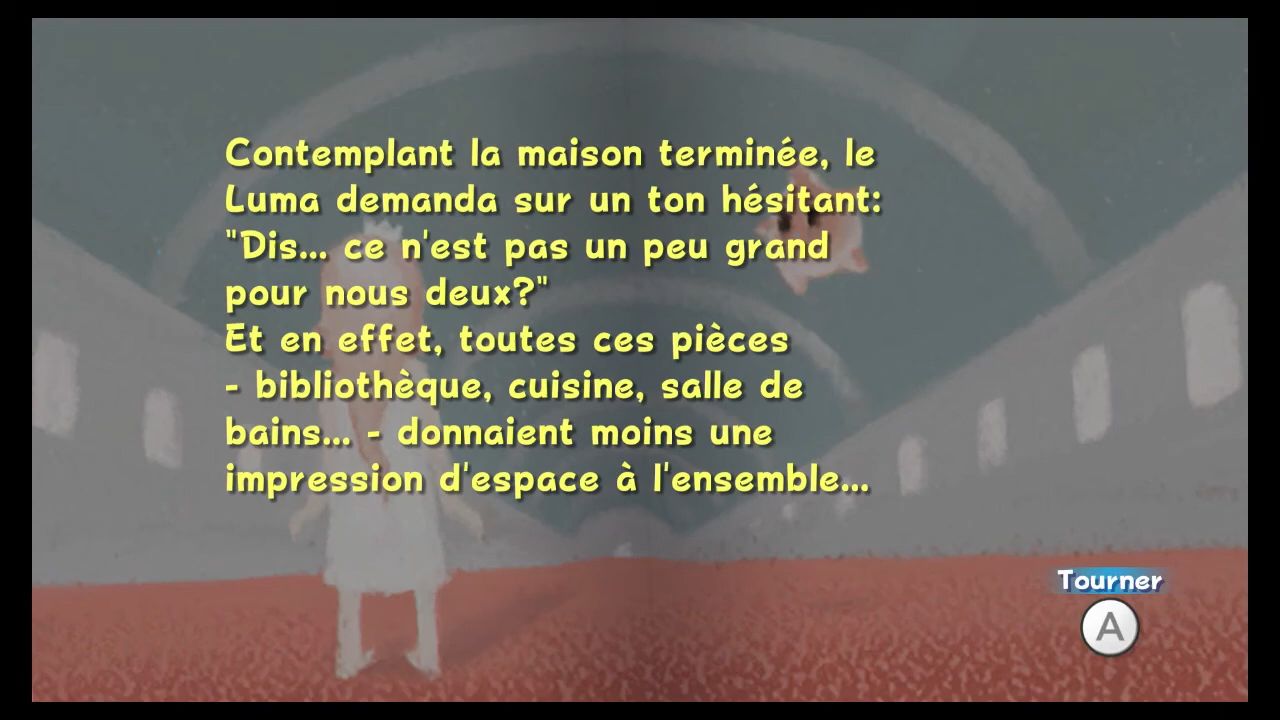 Contemplant la maison terminée, le
Luma demanda sur un ton hésitant:
"Dis... ce n'est pas un peu grand
pour nous deux?"
Et en effet, toutes ces pièces
- bibliothèque, cuisine, salle de
bains... - donnaient moins une
impression d'espace à l'ensemble...
Tourner
A